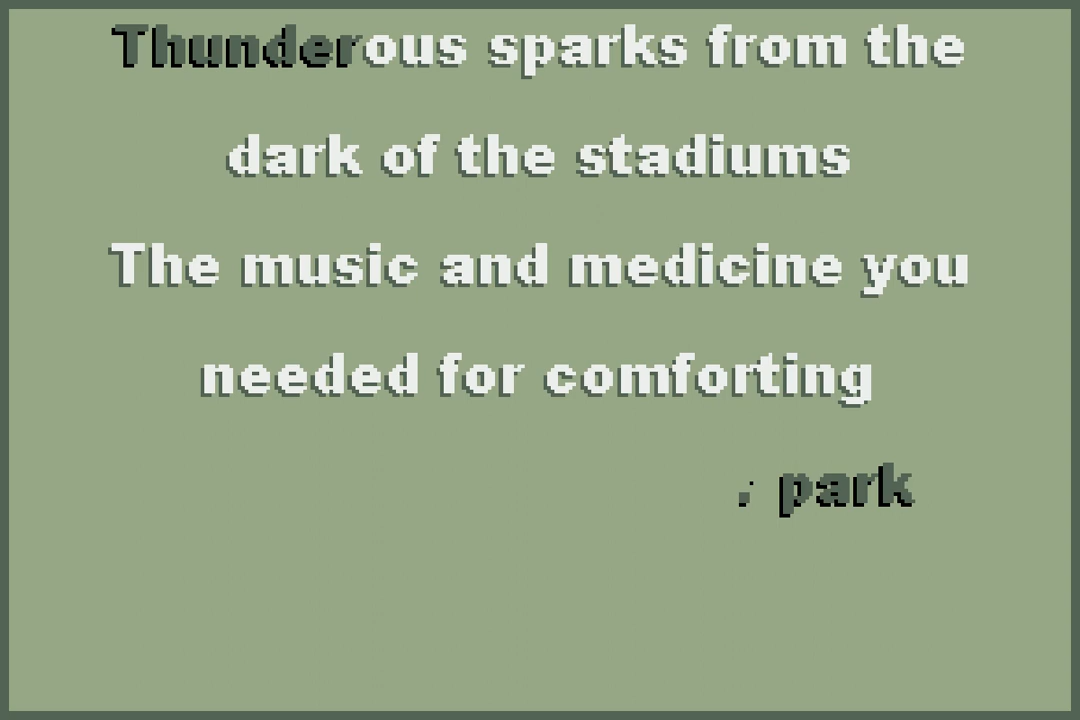 Thunderous sparks from the
dark of the stadiums
The music and medicine you
needed for comforting
park